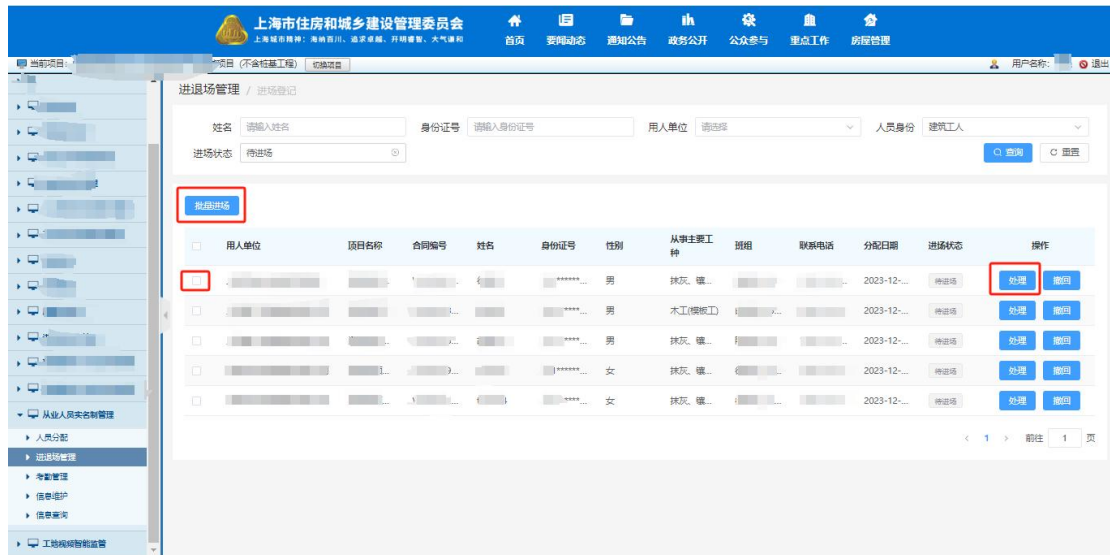 上海市住房和城乡建设管理委员会
上海城市精神：海纳百川、追求卓越、开明睿智、大气谦和
首页 要闻动态 通知公告 政务公开 公众参与 重点工作 房屋管理
当前项目： 项目（不含桩基工程） 切换项目 用户名称： 退出
进退场管理 / 进场登记
姓名 请输入姓名 身份证号 请输入身份证号 用人单位 请选择 人员身份 建筑工人
进场状态 待进场 查询 重置
批量进场
用人单位 项目名称 合同编号 姓名 身份证号 性别 从事主要工种 班组 联系电话 分配日期 进场状态 操作
******... 男 抹灰、镶... 2023-12-... 待进场 处理 撤回
****... 男 木工(模板工) 2023-12-... 待进场 处理 撤回
****... 男 抹灰、镶... 2023-12-... 待进场 处理 撤回
******... 女 抹灰、镶... 2023-12-... 待进场 处理 撤回
****... 女 抹灰、镶... 2023-12-... 待进场 处理 撤回
< 1 > 前往 1 页
从业人员实名制管理
人员分配
进退场管理
考勤管理
信息维护
信息查询
工地视频智能监管